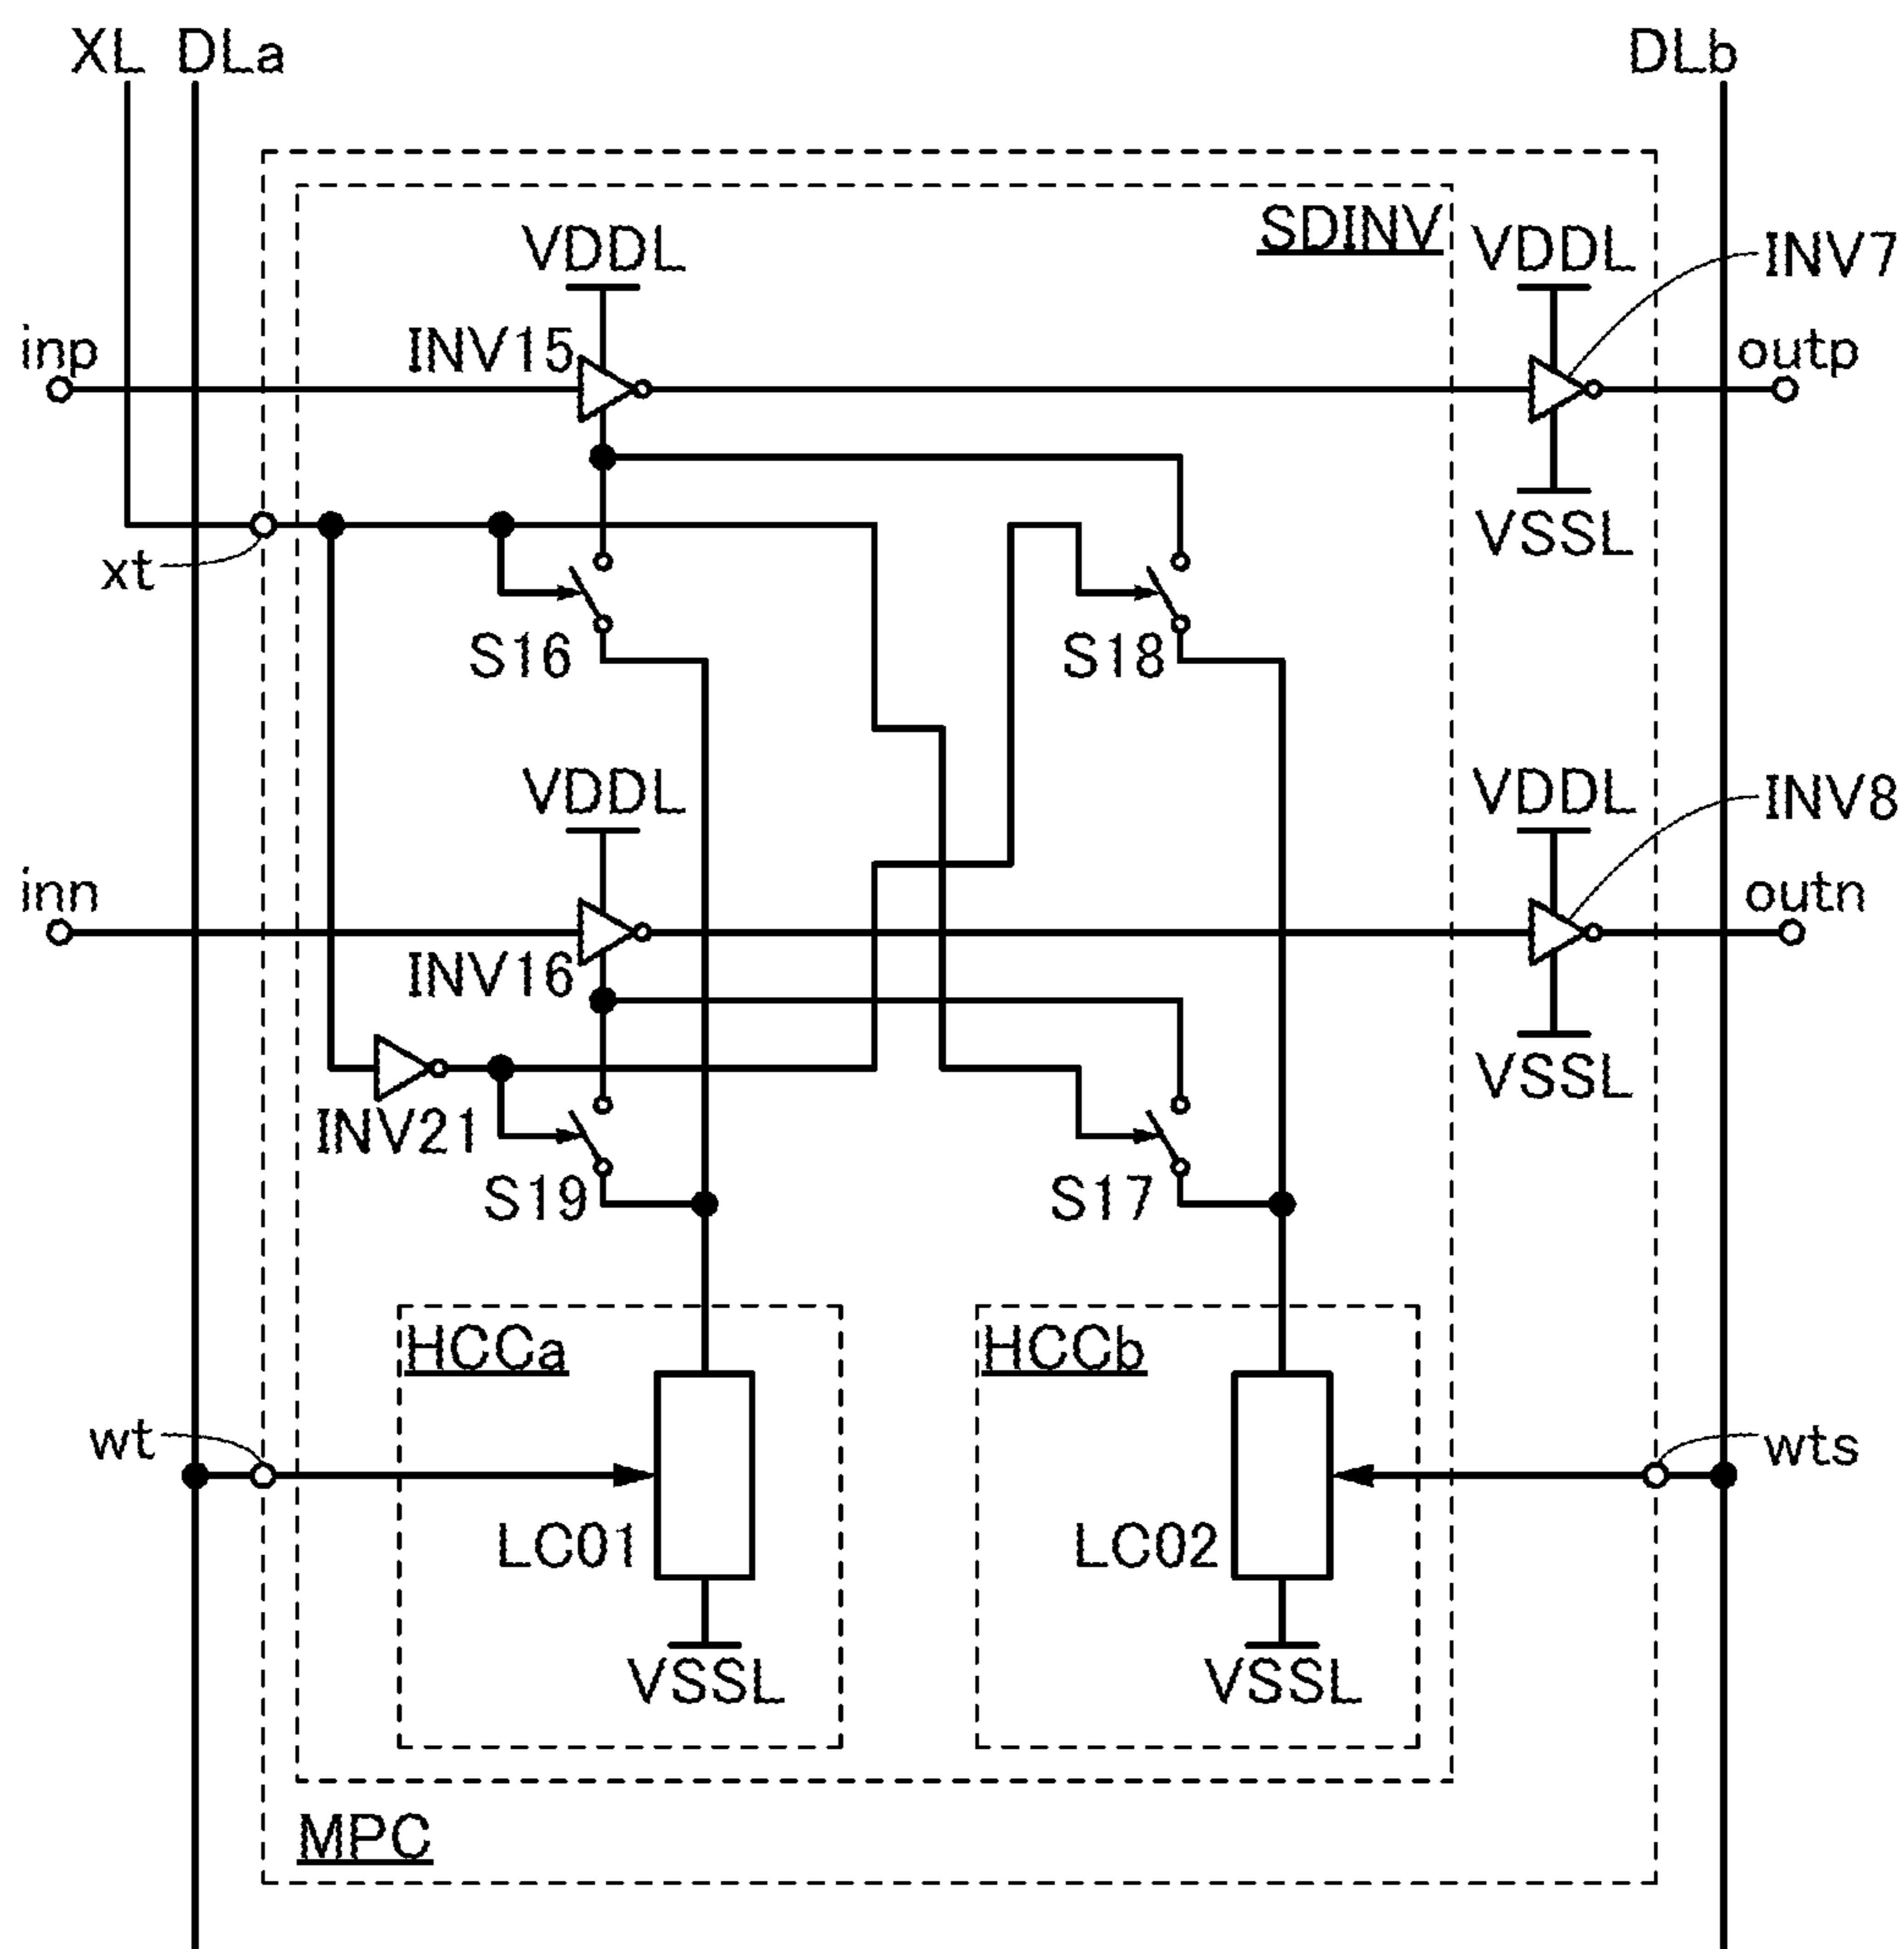 XL DLa DLb
SDINV
VDDL VDDL INV7
inp INV15 outp
xt VSSL
S16 S18
VDDL VDDL INV8
inn outn
INV16
INV21 VSSL
S19 S17
HCCa HCCb
wt wts
LC01 LC02
VSSL VSSL
MPC